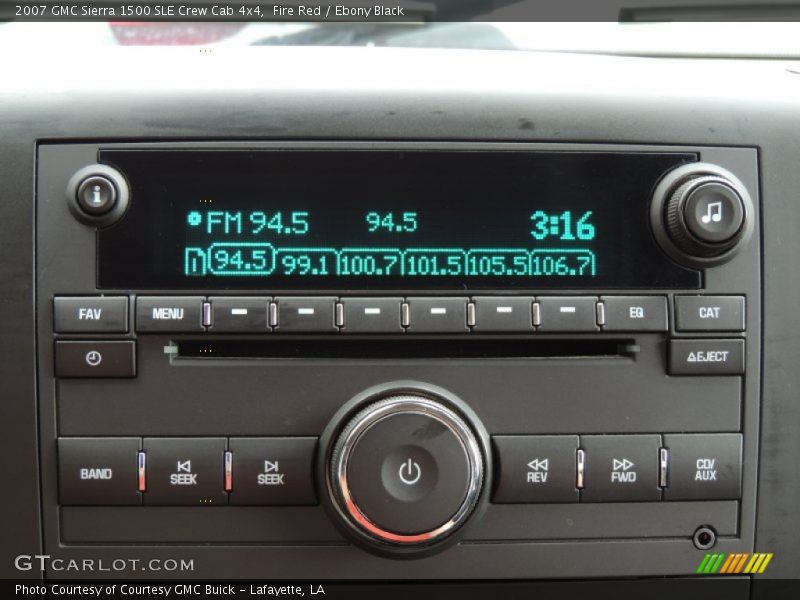 2007 GMC Sierra 1500 SLE Crew Cab 4x4, Fire Red / Ebony Black
i
FM 94.5 94.5 3:16
1 94.5 99.1 100.7 101.5 105.5 106.7
FAV MENU EQ CAT
EJECT
BAND SEEK SEEK REV FWD CD/
AUX
GTCARLOT.COM
Photo Courtesy of Courtesy GMC Buick - Lafayette, LA